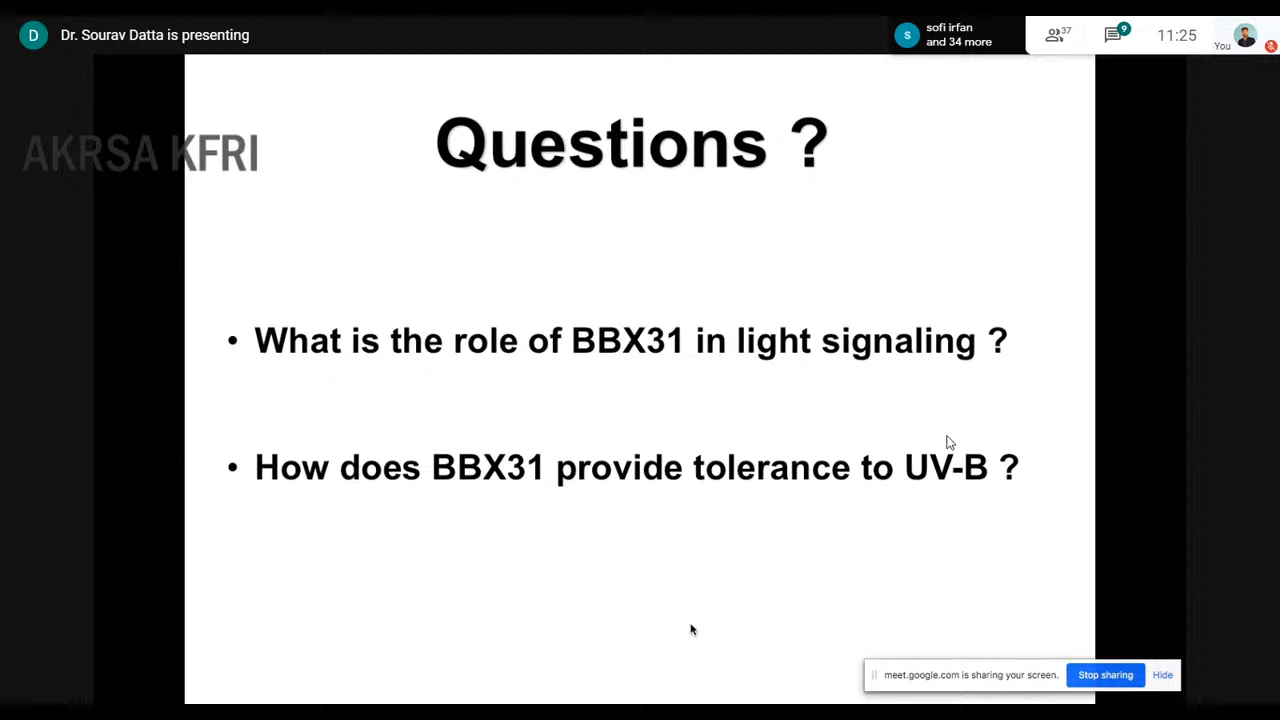 D
Dr. Sourav Datta is presenting
S
sofi irfan
and 34 more
37
9
11:25
You
AKRSA KFRI
Questions ?
• What is the role of BBX31 in light signaling ?
• How does BBX31 provide tolerance to UV-B ?
meet.google.com is sharing your screen.
Stop sharing
Hide